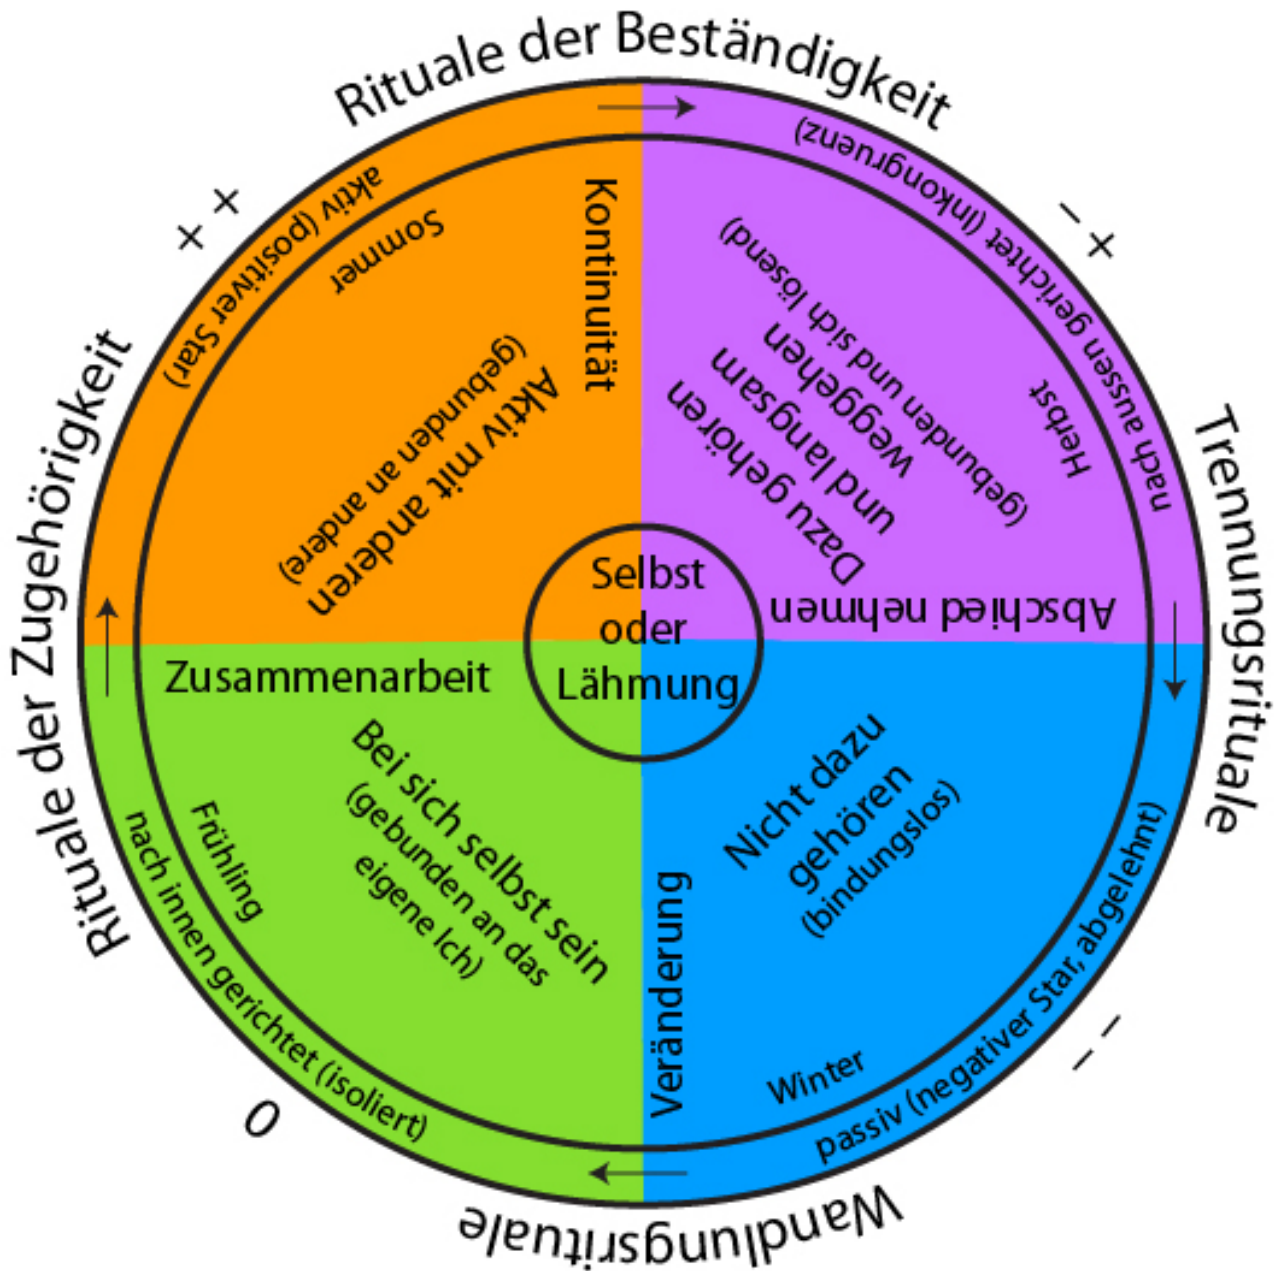 Rituale der Beständigkeit
Trennungsrituale
Wandlungsrituale
Rituale der Zugehörigkeit
+ +
aktiv (positiver Star)
Sommer
Kontinuität
Aktiv mit anderen
(gebunden an andere)
– +
nach aussen gerichtet (Inkongruenz)
Herbst
Dazu gehören
und langsam
weggehen
(gebunden und sich lösend)
Abschied nehmen
Selbst
oder
Lähmung
Zusammenarbeit
Bei sich selbst sein
(gebunden an das
eigene Ich)
Frühling
nach innen gerichtet (isoliert)
0
Nicht dazu
gehören
(bindungslos)
Veränderung
Winter
passiv (negativer Star, abgelehnt)
– –